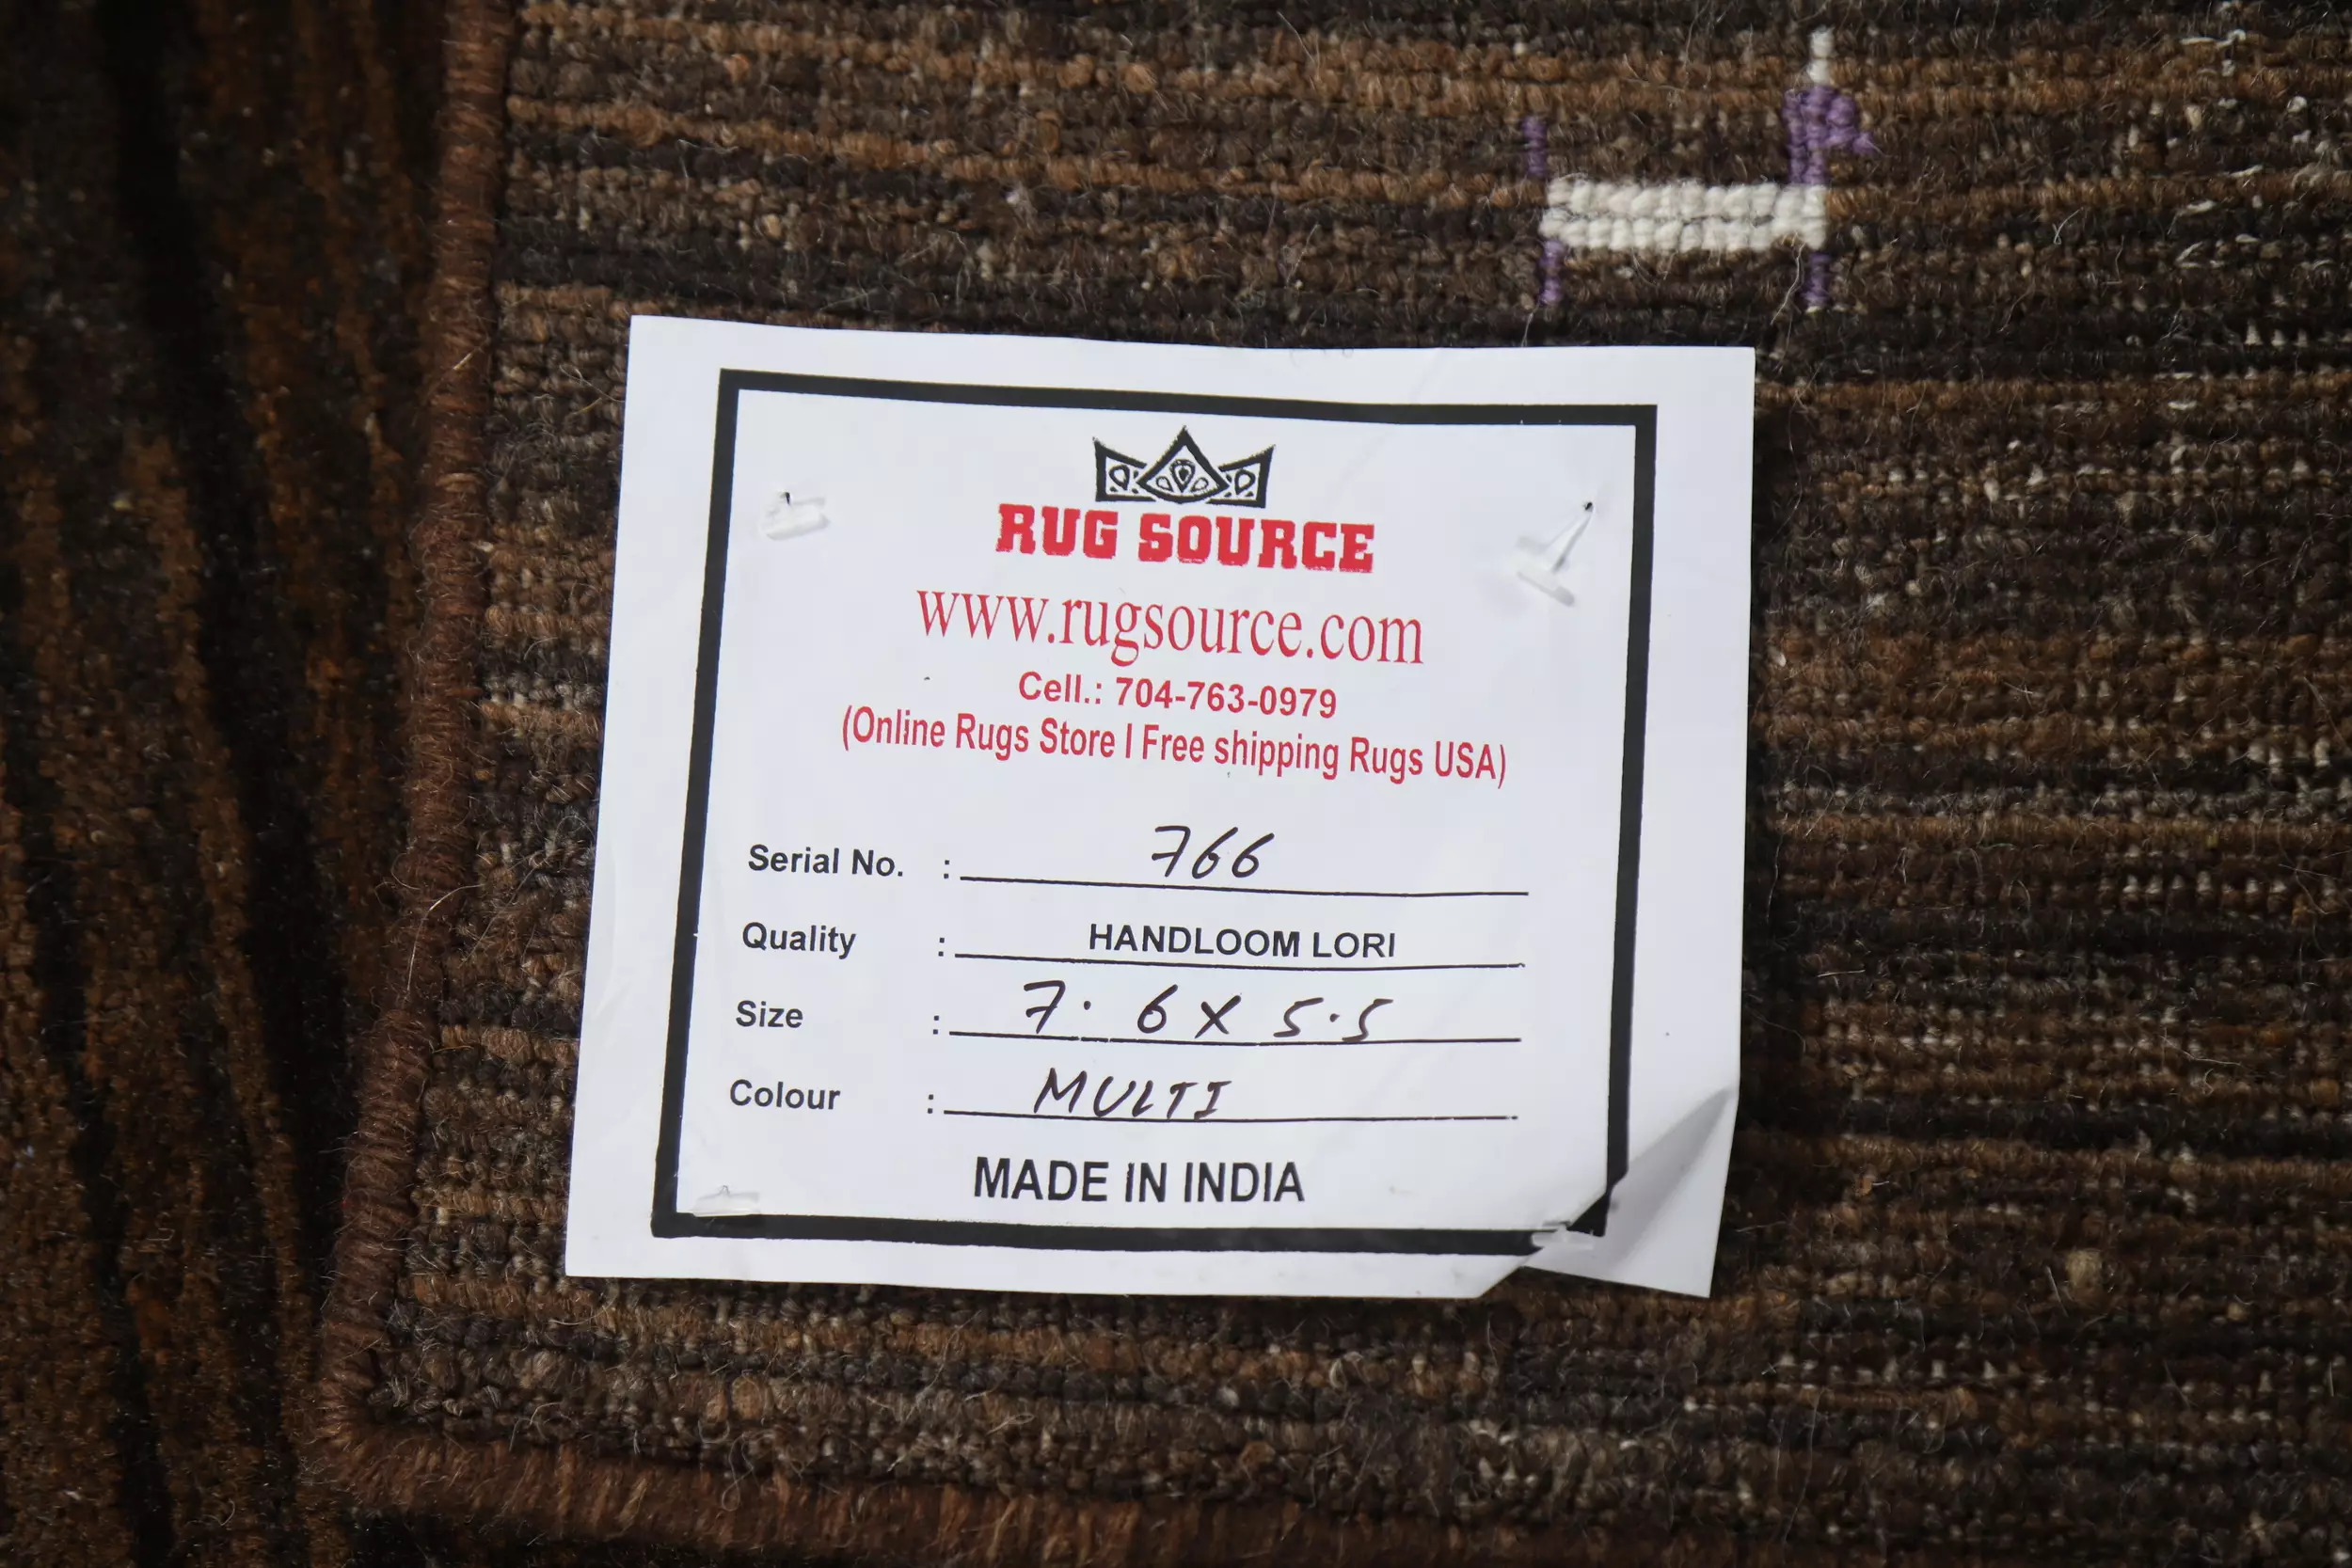 RUG SOURCE
www.rugsource.com
Cell.: 704-763-0979
(Online Rugs Store I Free shipping Rugs USA)
Serial No. : 766
Quality : HANDLOOM LORI
Size : 7. 6 X 5.5
Colour : MULTI
MADE IN INDIA